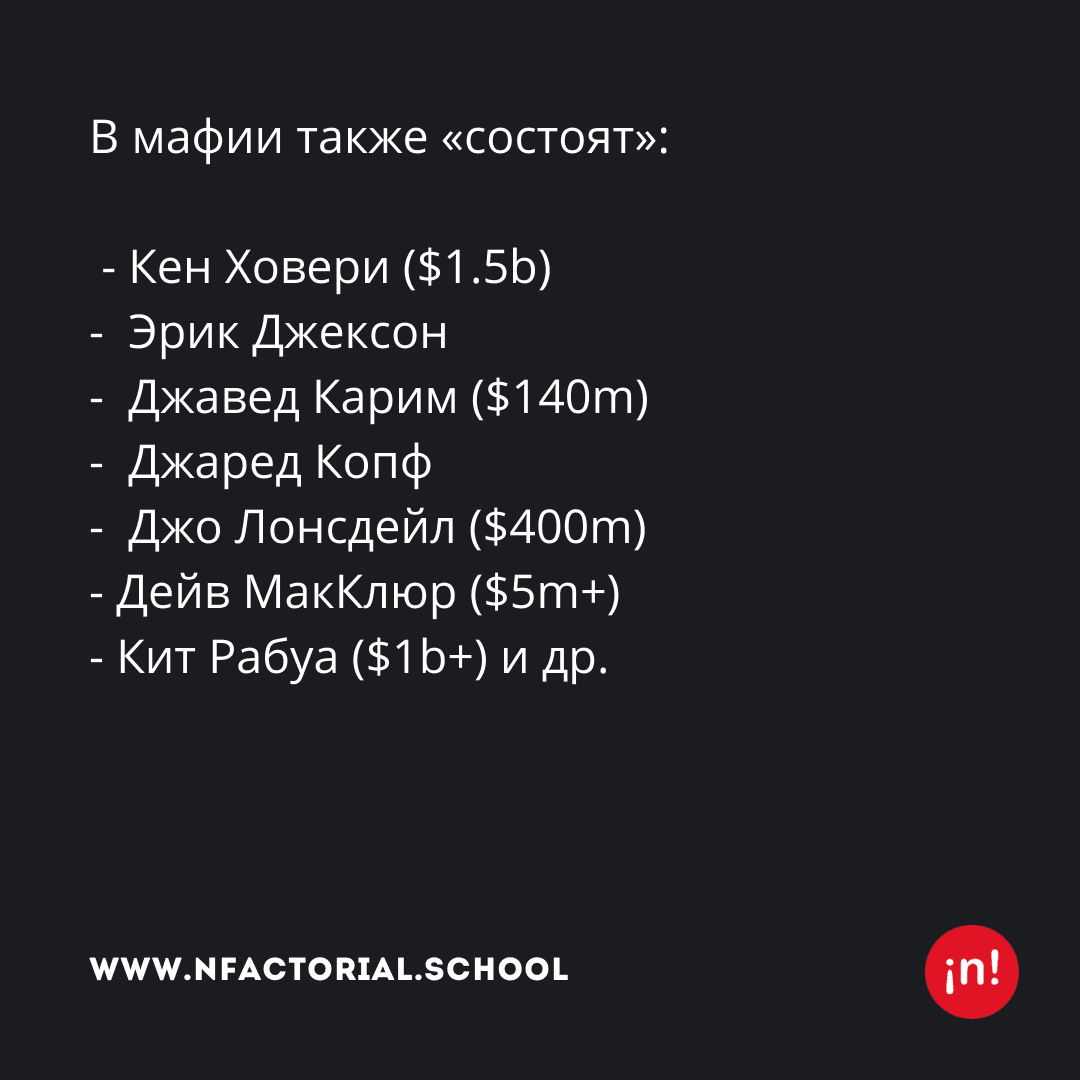 В мафии также «состоят»:
- Кен Ховери ($1.5b)
- Эрик Джексон
- Джавед Карим ($140m)
- Джаред Копф
- Джо Лонсдейл ($400m)
- Дейв МакКлюр ($5m+)
- Кит Рабуа ($1b+) и др.
WWW.NFACTORIAL.SCHOOL
¡n!